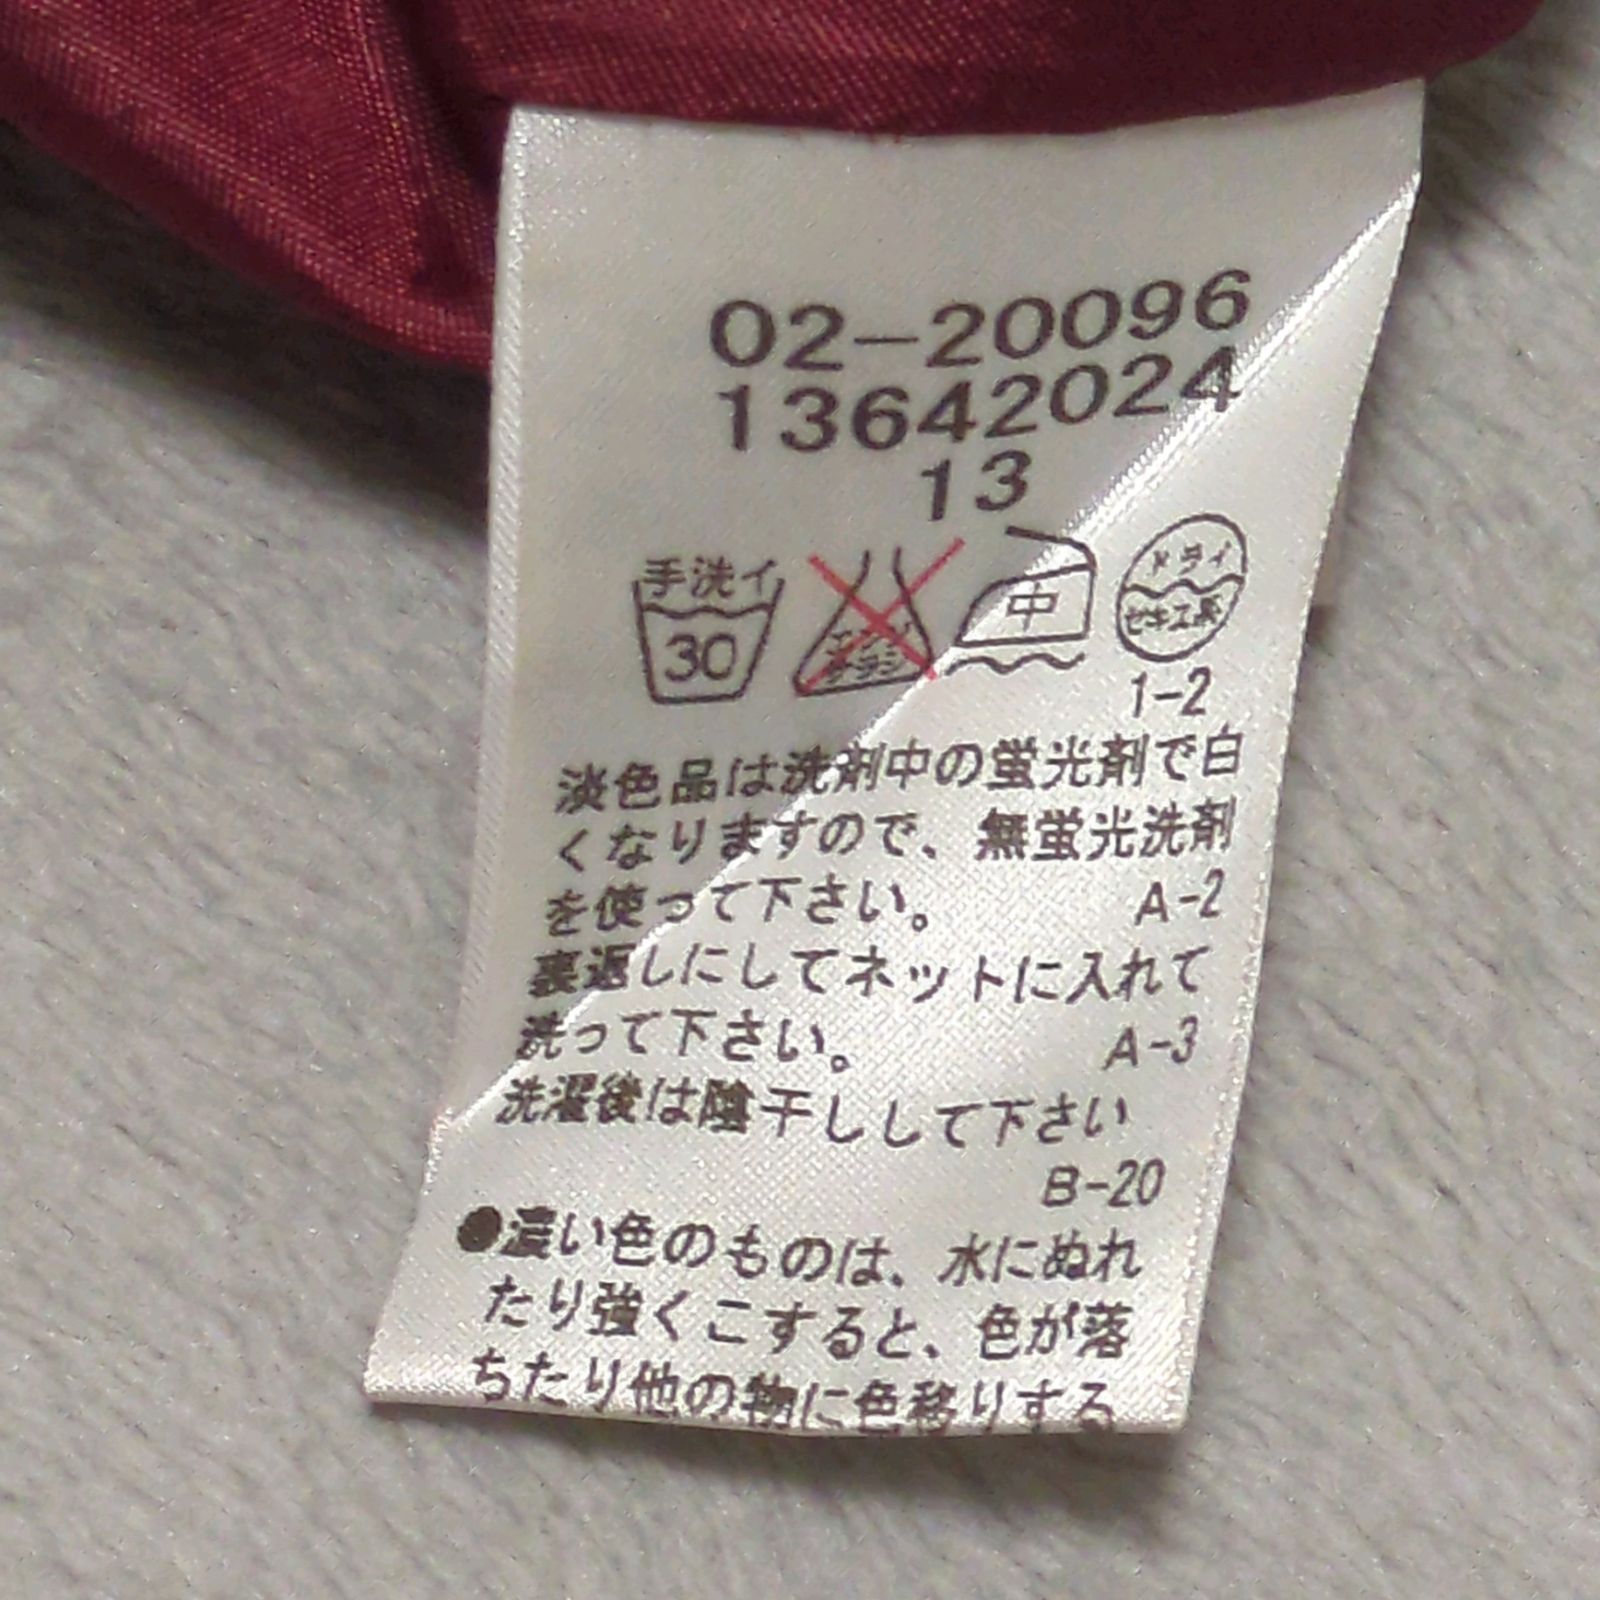 02-20096
13642024
13
手洗イ
30
エンソ
サラシ
中
ドライ
セキユ系
1-2
淡色品は洗剤中の蛍光剤で白
くなりますので、無蛍光洗剤
を使って下さい。 A-2
裏返しにしてネットに入れて
洗って下さい。 A-3
洗濯後は陰干しして下さい
B-20
●濃い色のものは、水にぬれ
たり強くこすると、色が落
ちたり他の物に色移りする